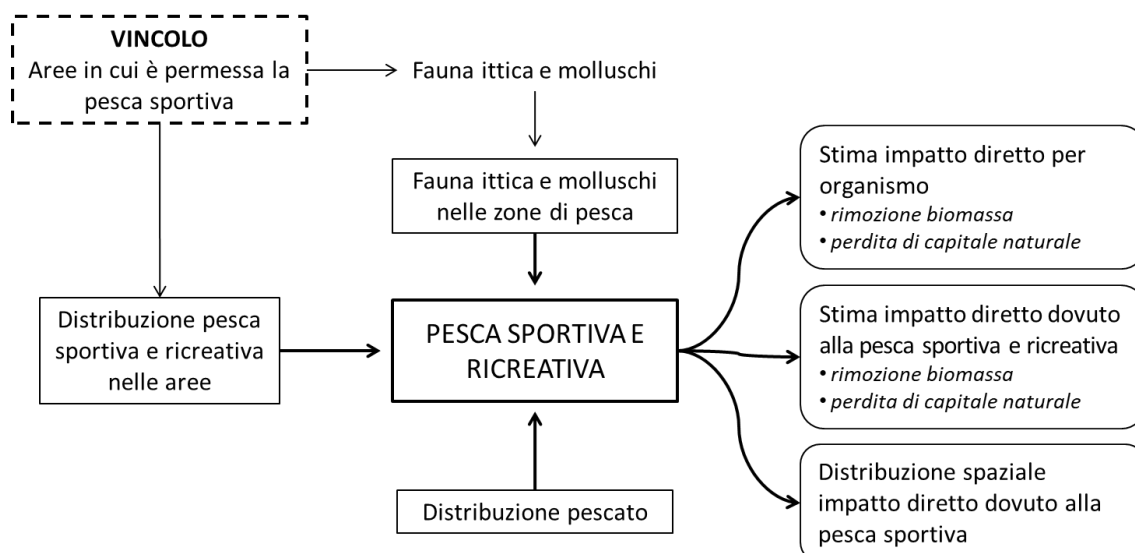 VINCOLO
Aree in cui è permessa la
pesca sportiva
Fauna ittica e molluschi
Fauna ittica e molluschi
nelle zone di pesca
Distribuzione pesca
sportiva e ricreativa
nelle aree
PESCA SPORTIVA E
RICREATIVA
Distribuzione pescato
Stima impatto diretto per
organismo
• rimozione biomassa
• perdita di capitale naturale
Stima impatto diretto dovuto
alla pesca sportiva e ricreativa
• rimozione biomassa
• perdita di capitale naturale
Distribuzione spaziale
impatto diretto dovuto alla
pesca sportiva